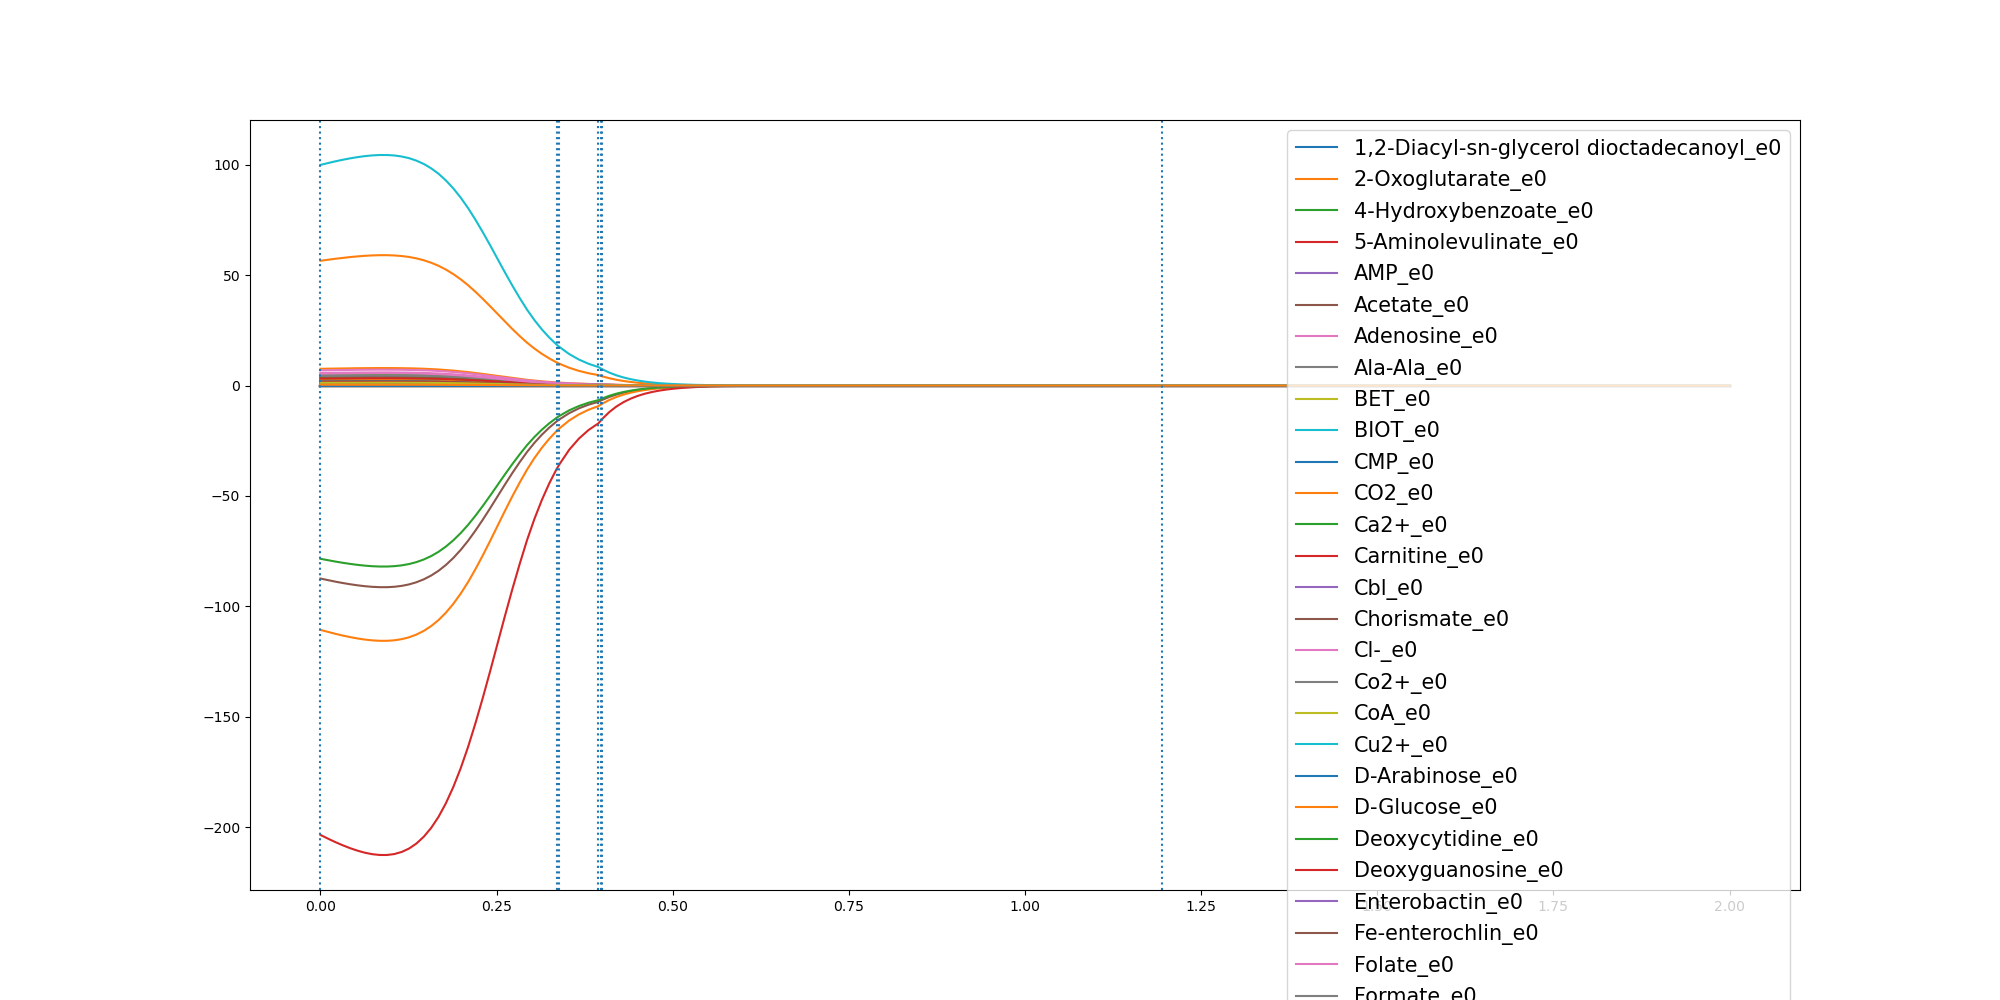 100
50
0
−50
−100
−150
−200
0.00 0.25 0.50 0.75 1.00 1.25 1.75 2.00
1,2-Diacyl-sn-glycerol dioctadecanoyl_e0
2-Oxoglutarate_e0
4-Hydroxybenzoate_e0
5-Aminolevulinate_e0
AMP_e0
Acetate_e0
Adenosine_e0
Ala-Ala_e0
BET_e0
BIOT_e0
CMP_e0
CO2_e0
Ca2+_e0
Carnitine_e0
Cbl_e0
Chorismate_e0
Cl-_e0
Co2+_e0
CoA_e0
Cu2+_e0
D-Arabinose_e0
D-Glucose_e0
Deoxycytidine_e0
Deoxyguanosine_e0
Enterobactin_e0
Fe-enterochlin_e0
Folate_e0
Formate_e0